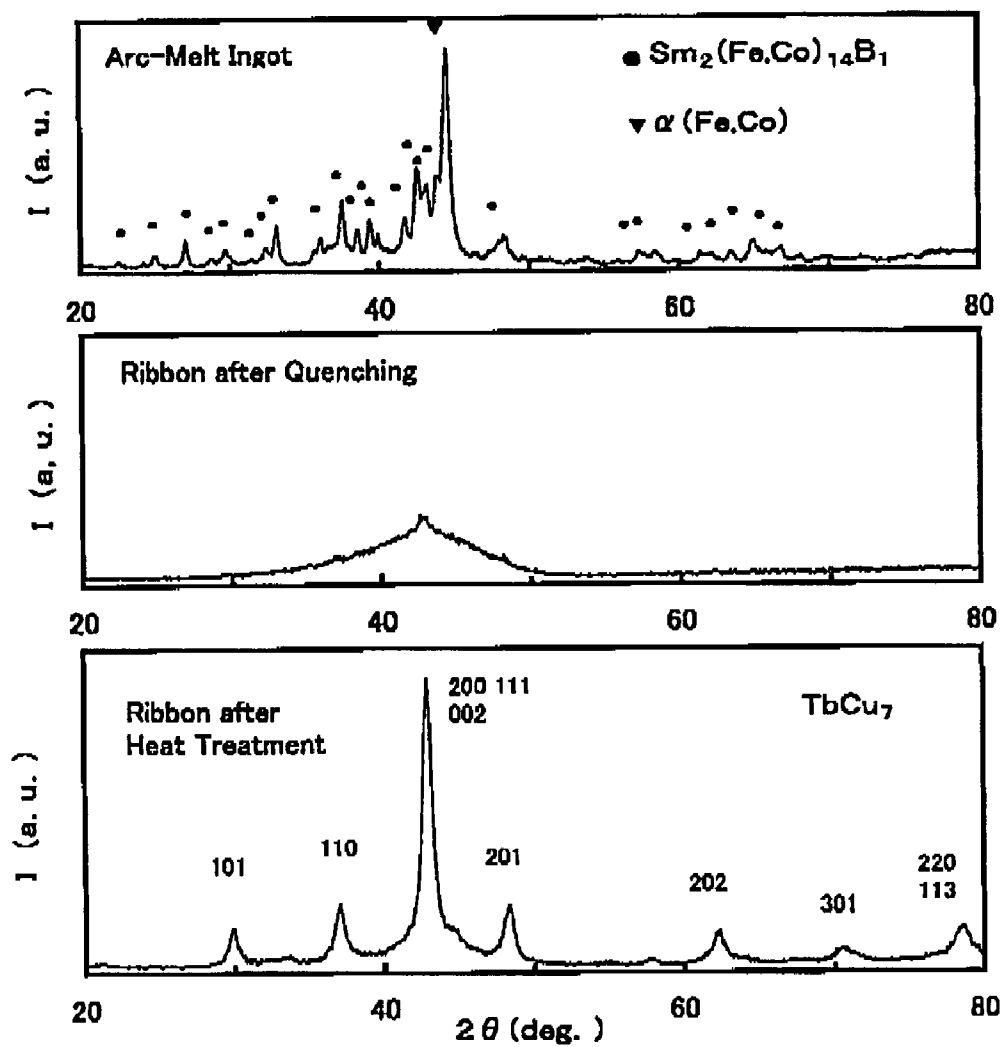 Arc-Melt Ingot
● Sm₂(Fe,Co)₁₄B₁
▼ α (Fe,Co)
I (a. u.)
20 40 60 80
Ribbon after Quenching
I (a, u.)
20 40 60 80
Ribbon after
Heat Treatment
200 111
002
TbCu₇
101
110
201
202
301
220
113
I (a. u.)
20 40 60 80
2θ (deg. )